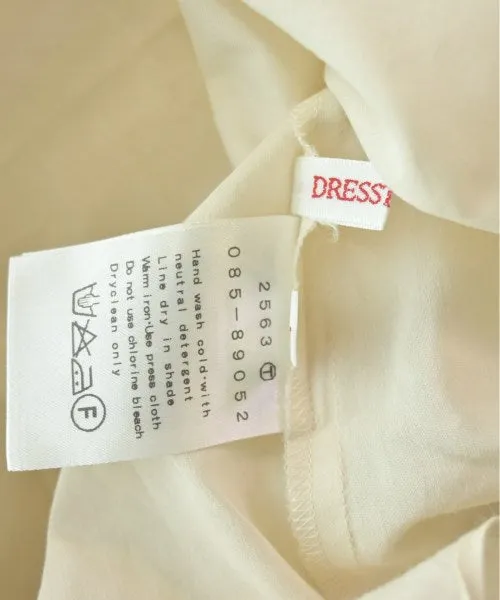 DRESST
2563 Ⓣ
085-89052
Hand wash cold·with
neutral detergent
Line dry in shade
Warm iron·Use press cloth
Do not use chlorine bleach
Dryclean only
F